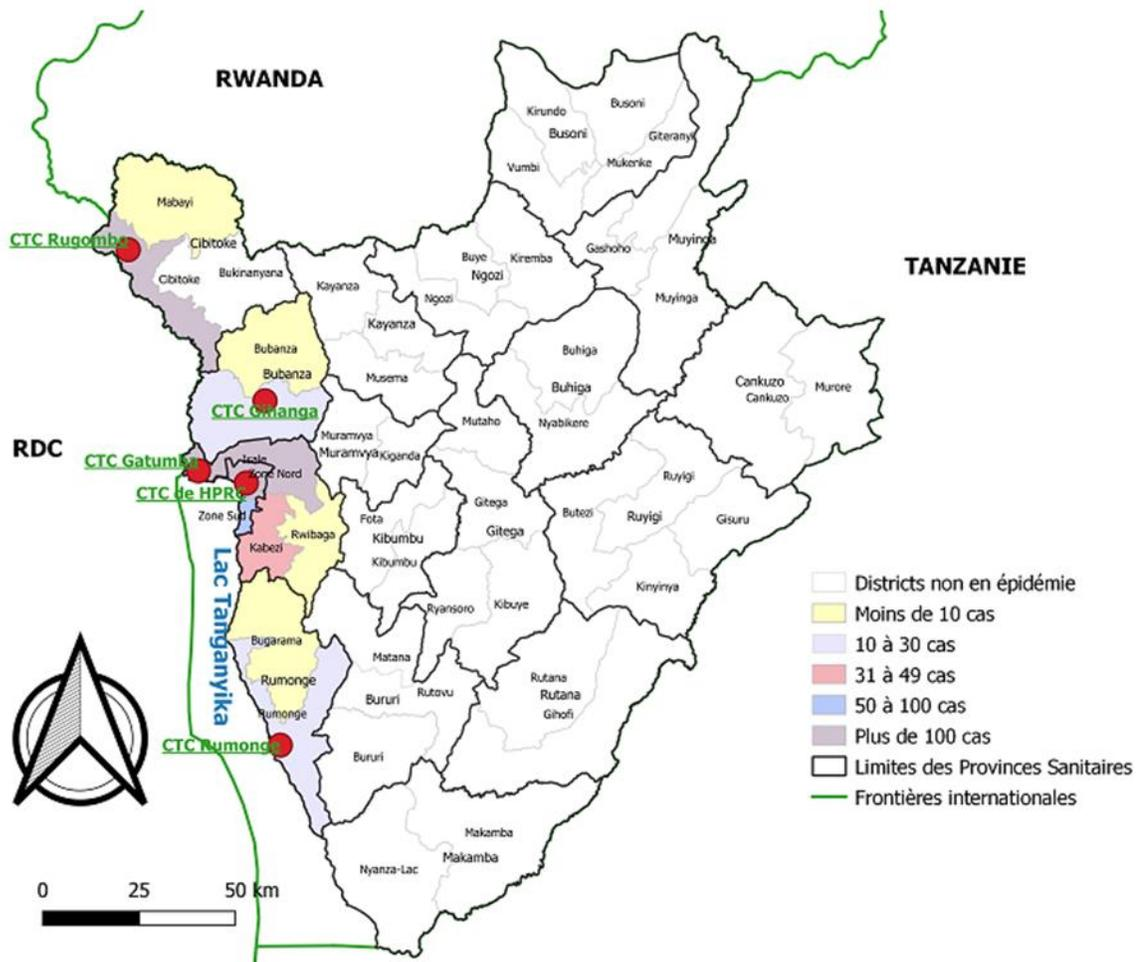 RWANDA
Kirundo
Busoni
Busoni
Giteranyi
Vumbi
Mukenke
Mabayi
CTC Rugombo
Cibitoke
Cibitoke
Bukinanyana
Kayanza
Buye
Kiremba
Ngozi
Ngozi
Gashoho
Muyinga
Muyinga
TANZANIE
Kayanza
Musema
Bubanza
Bubanza
CTC Gihanga
Buhiga
Buhiga
Nyabikere
Cankuzo
Cankuzo
Murore
Mutaho
Muramvya
Muramvya
Kiganda
RDC
CTC Gatumba
Isale
Zone Nord
CTC de HPRC
Zone Sud
Kabezi
Rwibaga
Fota
Kibumbu
Kibumbu
Gitega
Gitega
Butezi
Ruyigi
Ruyigi
Gisuru
Kinyinya
Lac Tanganyika
Ryansoro
Kibuye
Bugarama
Rumonge
Rumonge
CTC Rumonge
Matana
Bururi
Rutovu
Bururi
Rutana
Rutana
Gihofi
Makamba
Makamba
Nyanza-Lac
Districts non en épidémie
Moins de 10 cas
10 à 30 cas
31 à 49 cas
50 à 100 cas
Plus de 100 cas
Limites des Provinces Sanitaires
Frontières internationales
0 25 50 km